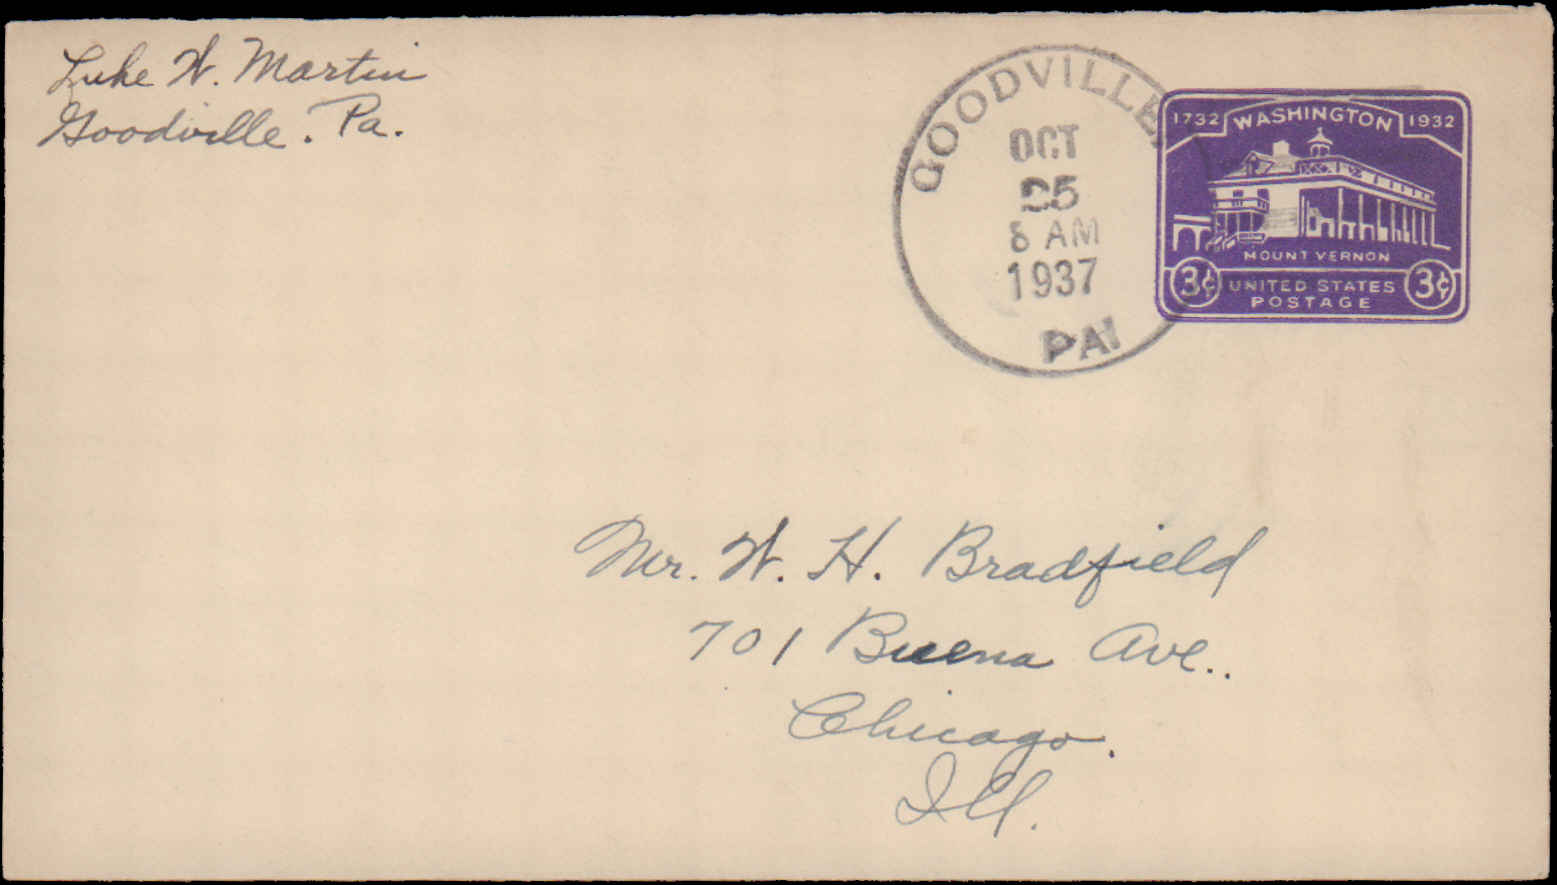 Luke W. Martin
Goodville. Pa.
GOODVILLE
OCT
25
8 AM
1937
PA
1732 WASHINGTON 1932
MOUNT VERNON
3¢ UNITED STATES 3¢
POSTAGE
Mr. W. H. Bradfield
701 Buena Ave..
Chicago.
Ill.